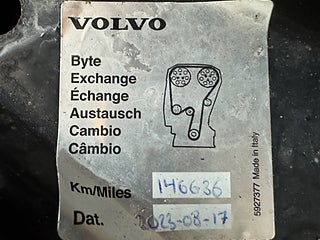 VOLVO
Byte
Exchange
Échange
Austausch
Cambio
Câmbio
Km/Miles 146636
Dat. 2023-08-17
5927377 Made in Italy